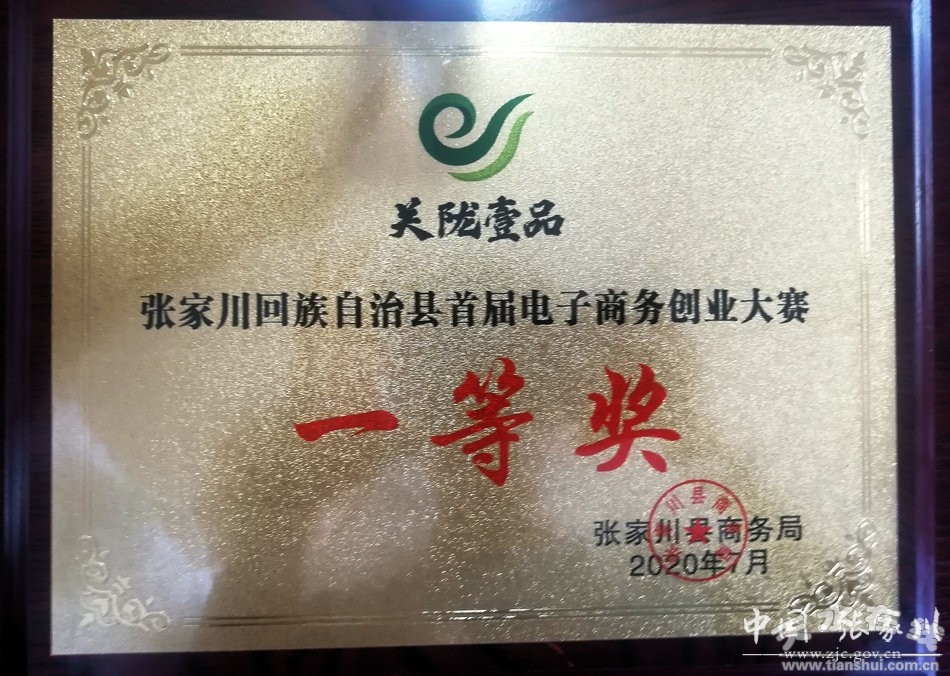 关陇壹品
张家川回族自治县首届电子商务创业大赛
一等奖
张家川县商务局
2020年7月
中国·张家川
www.zjc.gov.cn
www.tianshui.com.cn